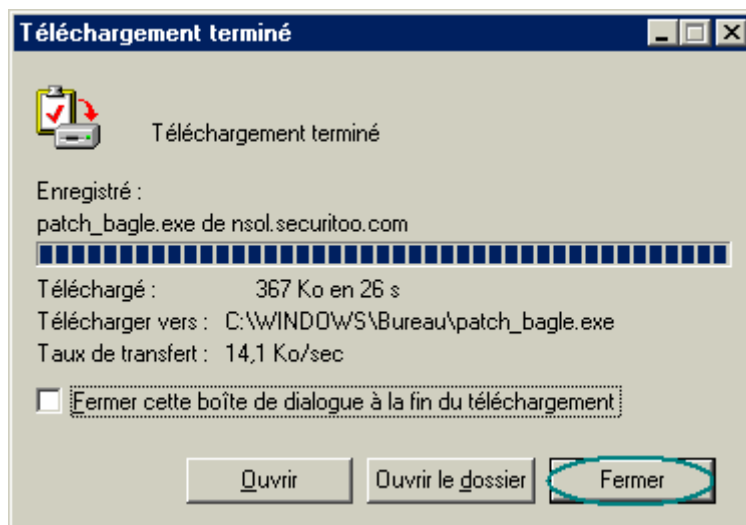 Téléchargement terminé
Téléchargement terminé
Enregistré :
patch_bagle.exe de nsol.securitoo.com
Téléchargé : 367 Ko en 26 s
Télécharger vers : C:\WINDOWS\Bureau\patch_bagle.exe
Taux de transfert : 14,1 Ko/sec
Fermer cette boîte de dialogue à la fin du téléchargement
Ouvrir Ouvrir le dossier Fermer